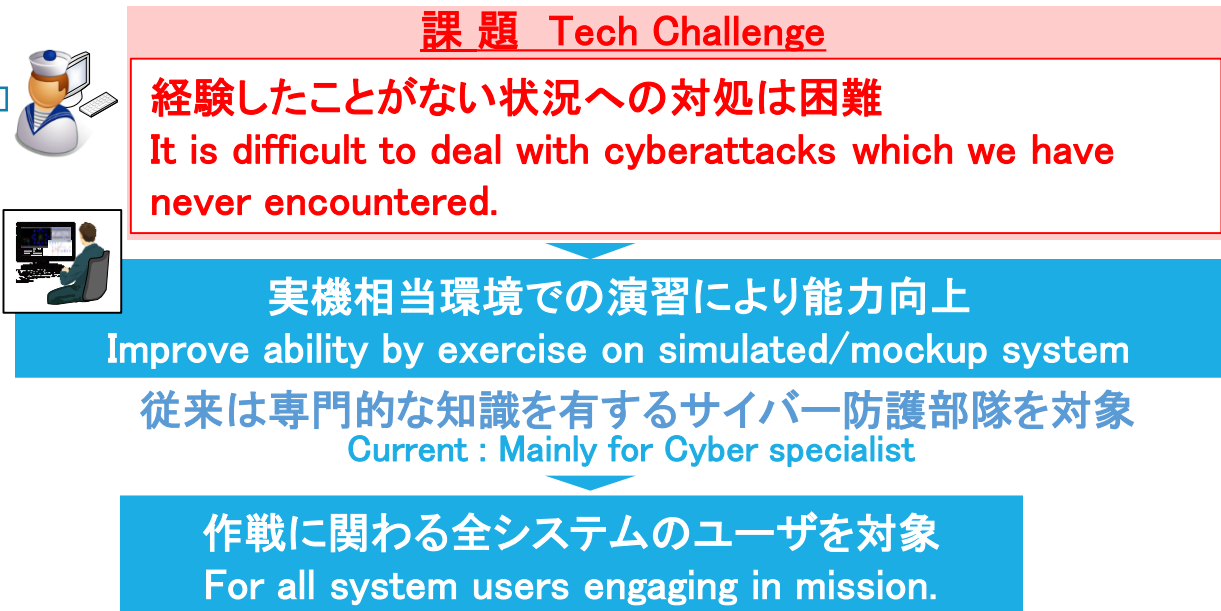 課 題 Tech Challenge
経験したことがない状況への対処は困難
It is difficult to deal with cyberattacks which we have
never encountered.
実機相当環境での演習により能力向上
Improve ability by exercise on simulated/mockup system
従来は専門的な知識を有するサイバー防護部隊を対象
Current : Mainly for Cyber specialist
作戦に関わる全システムのユーザを対象
For all system users engaging in mission.